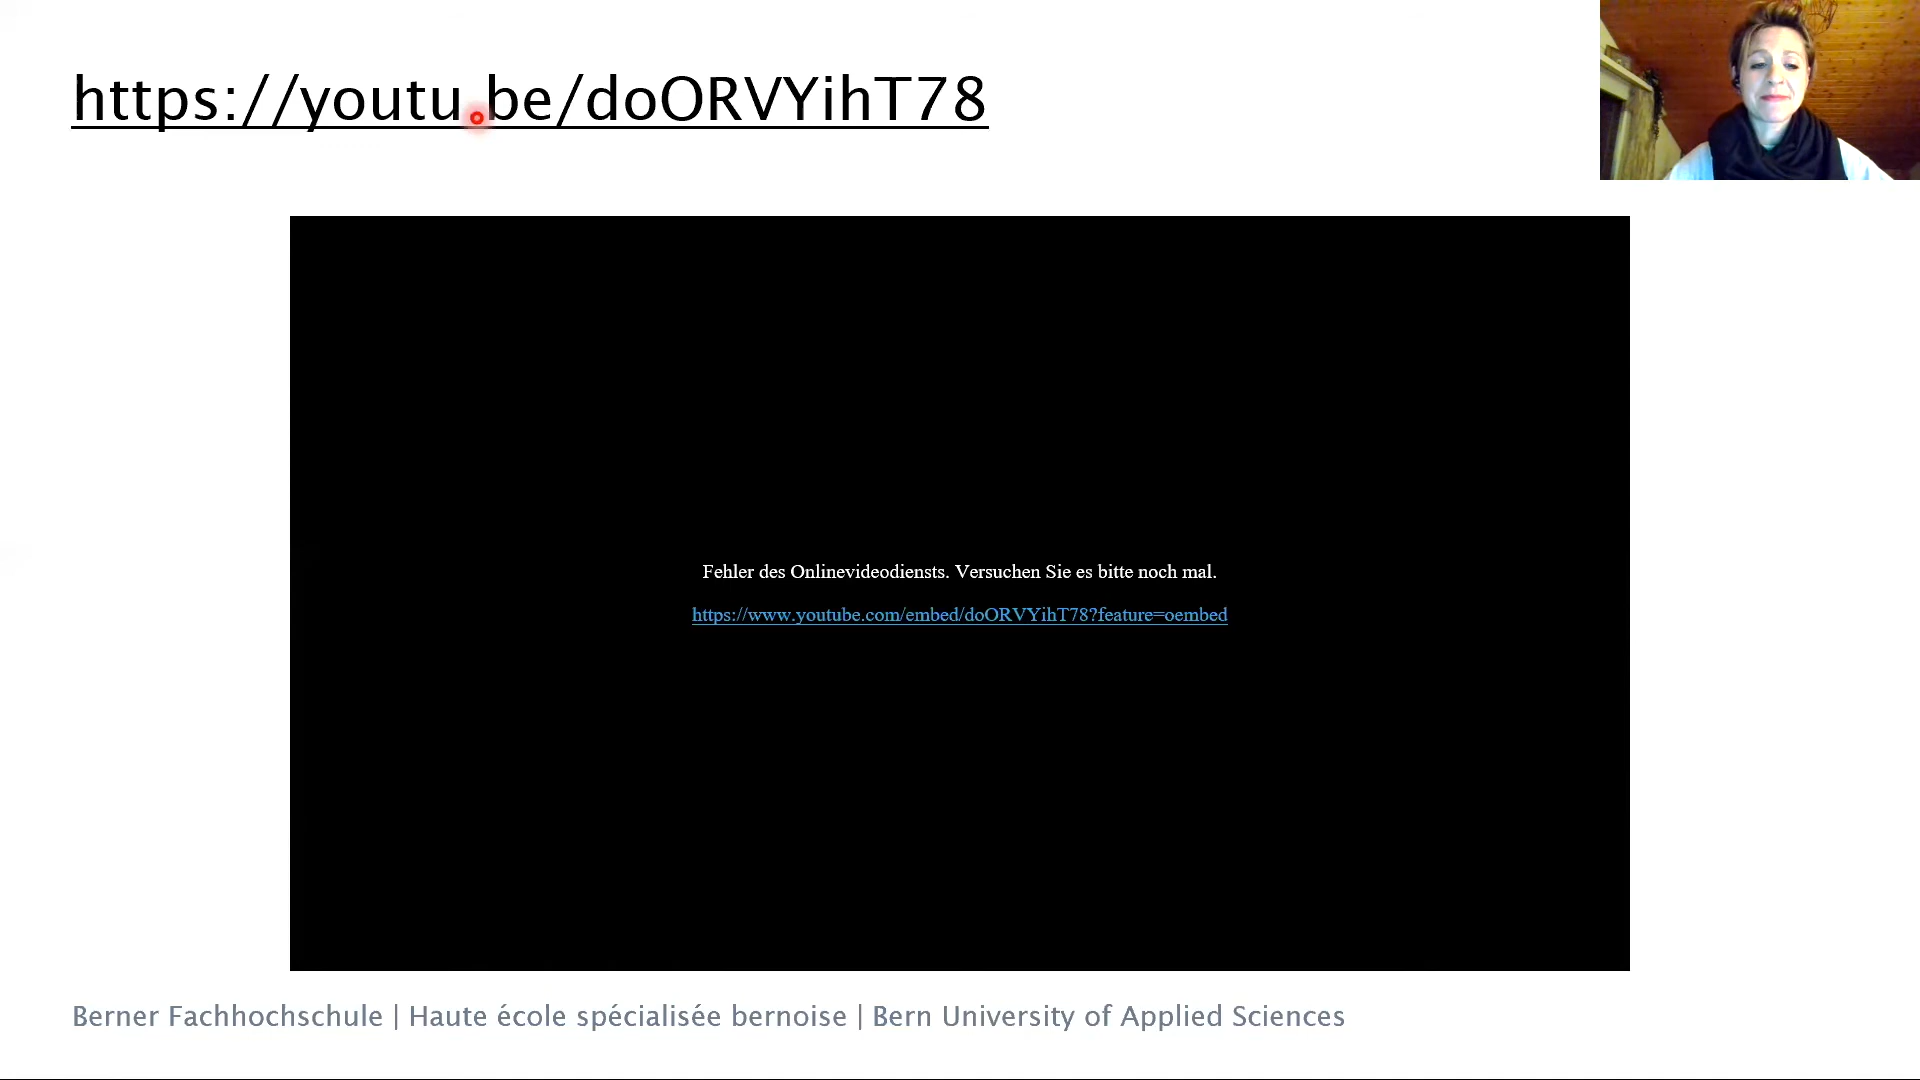 https://youtu.be/doORVYihT78
Fehler des Onlinevideodiensts. Versuchen Sie es bitte noch mal.
https://www.youtube.com/embed/doORVYihT78?feature=oembed
Berner Fachhochschule | Haute école spécialisée bernoise | Bern University of Applied Sciences